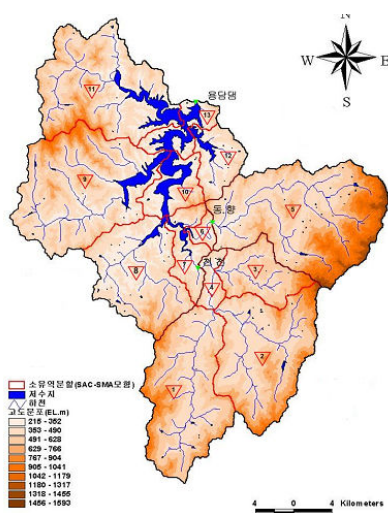 N
W E
S
용담댐
11
13
12
9
10
동향
5
6
8
7
천천
3
4
2
1
소유역분할(SAC-SMA모형)
저수지
하천
고도분포(EL.m)
215 - 352
353 - 490
491 - 628
629 - 766
767 - 904
905 - 1041
1042 - 1179
1180 - 1317
1318 - 1455
1456 - 1593
4 0 4 Kilometers